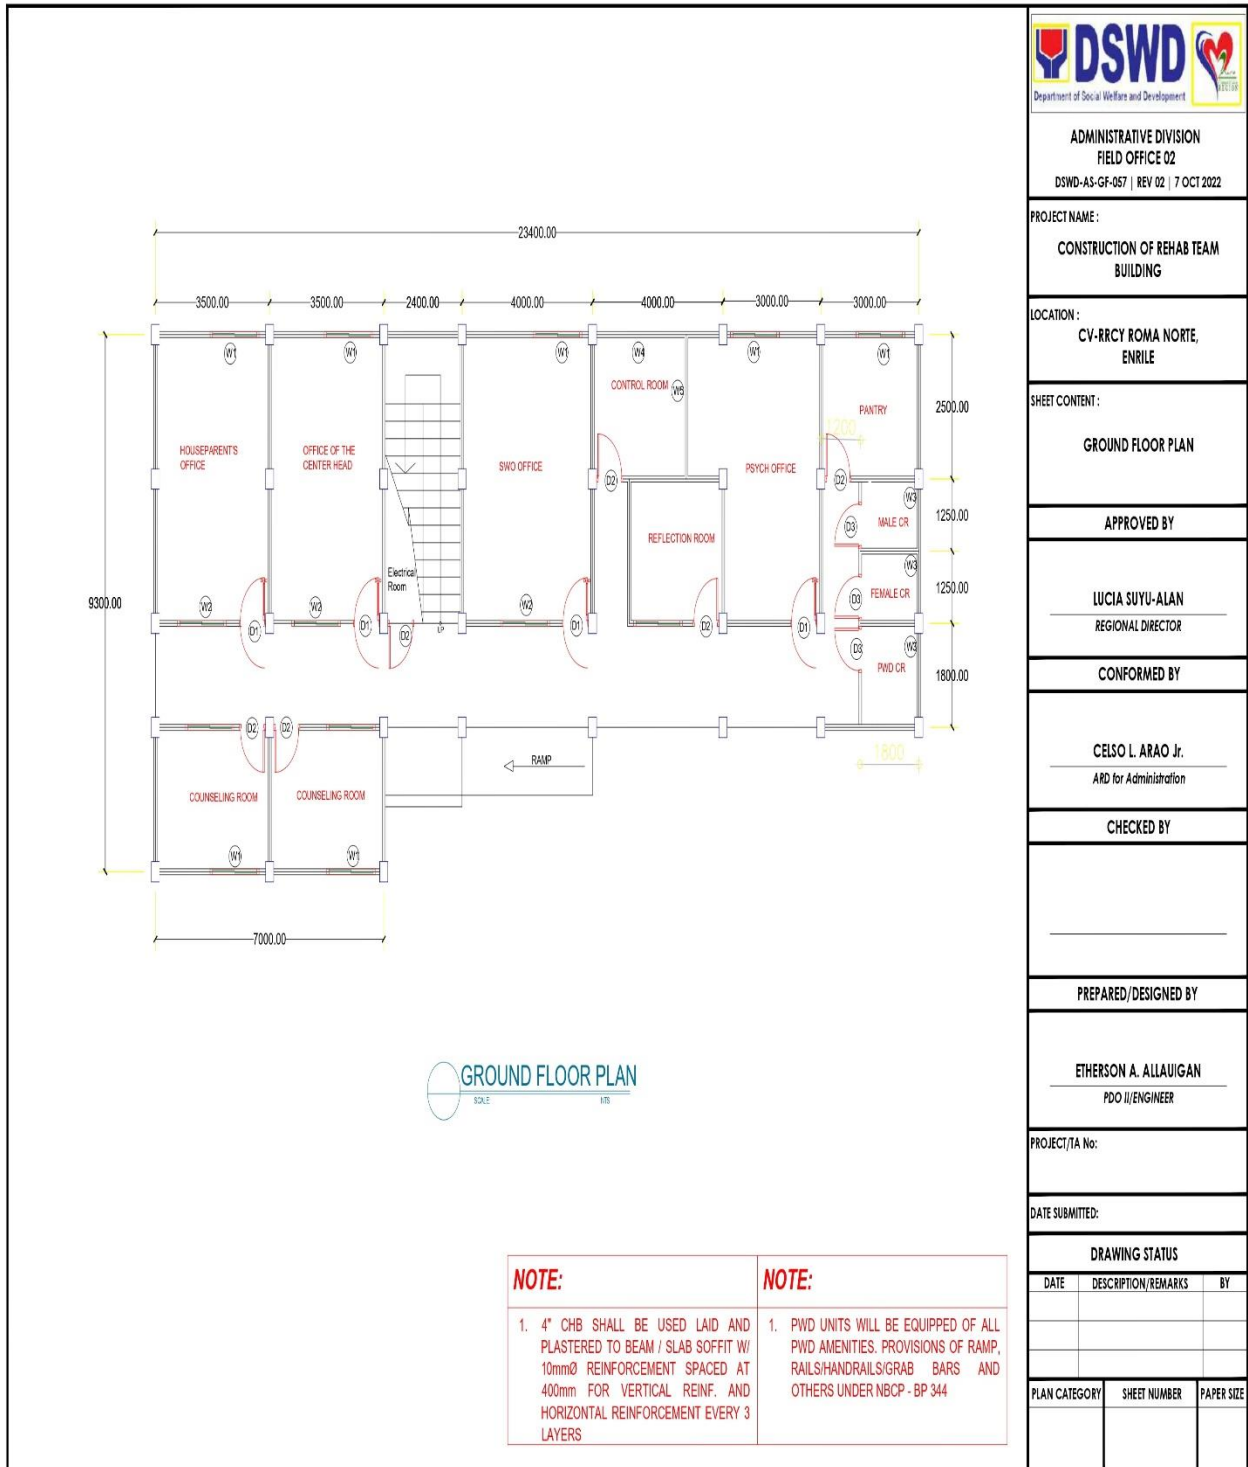 23400.00
3500.00
3500.00
2400.00
4000.00
4000.00
3000.00
3000.00
W1
W1
W1
W4
W1
W1
CONTROL ROOM
W5
PANTRY
2500.00
1200
HOUSEPARENT'S
OFFICE
OFFICE OF THE
CENTER HEAD
SWO OFFICE
PSYCH OFFICE
D2
D2
W3
MALE CR
1250.00
D3
REFLECTION ROOM
Electrical
Room
9300.00
W3
FEMALE CR
1250.00
D3
W2
W2
W2
D1
D1
D2
UP
D1
D2
D1
D3
W3
PWD CR
1800.00
D2
D2
RAMP
1800
COUNSELING ROOM
COUNSELING ROOM
W1
W1
7000.00
GROUND FLOOR PLAN
SCALE
NTS
NOTE:
1. 4" CHB SHALL BE USED LAID AND
PLASTERED TO BEAM / SLAB SOFFIT W/
10mmØ REINFORCEMENT SPACED AT
400mm FOR VERTICAL REINF. AND
HORIZONTAL REINFORCEMENT EVERY 3
LAYERS
NOTE:
1. PWD UNITS WILL BE EQUIPPED OF ALL
PWD AMENITIES. PROVISIONS OF RAMP,
RAILS/HANDRAILS/GRAB BARS AND
OTHERS UNDER NBCP - BP 344
DSWD
Department of Social Welfare and Development
ADMINISTRATIVE DIVISION
FIELD OFFICE 02
DSWD-AS-GF-057 | REV 02 | 7 OCT 2022
PROJECT NAME :
CONSTRUCTION OF REHAB TEAM
BUILDING
LOCATION :
CV-RRCY ROMA NORTE,
ENRILE
SHEET CONTENT :
GROUND FLOOR PLAN
APPROVED BY
LUCIA SUYU-ALAN
REGIONAL DIRECTOR
CONFORMED BY
CELSO L. ARAO Jr.
ARD for Administration
CHECKED BY
PREPARED/DESIGNED BY
ETHERSON A. ALLAUIGAN
PDO II/ENGINEER
PROJECT/TA No:
DATE SUBMITTED:
DRAWING STATUS
DATE DESCRIPTION/REMARKS BY
PLAN CATEGORY SHEET NUMBER PAPER SIZE